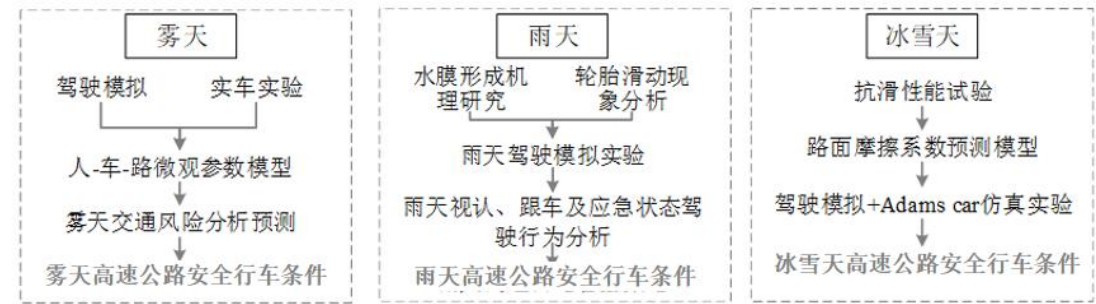 雾天
驾驶模拟
实车实验
人-车-路微观参数模型
雾天交通风险分析预测
雾天高速公路安全行车条件
雨天
水膜形成机
理研究
轮胎滑动现
象分析
雨天驾驶模拟实验
雨天视认、跟车及应急状态驾
驶行为分析
雨天高速公路安全行车条件
冰雪天
抗滑性能试验
路面摩擦系数预测模型
驾驶模拟+Adams car仿真实验
冰雪天高速公路安全行车条件